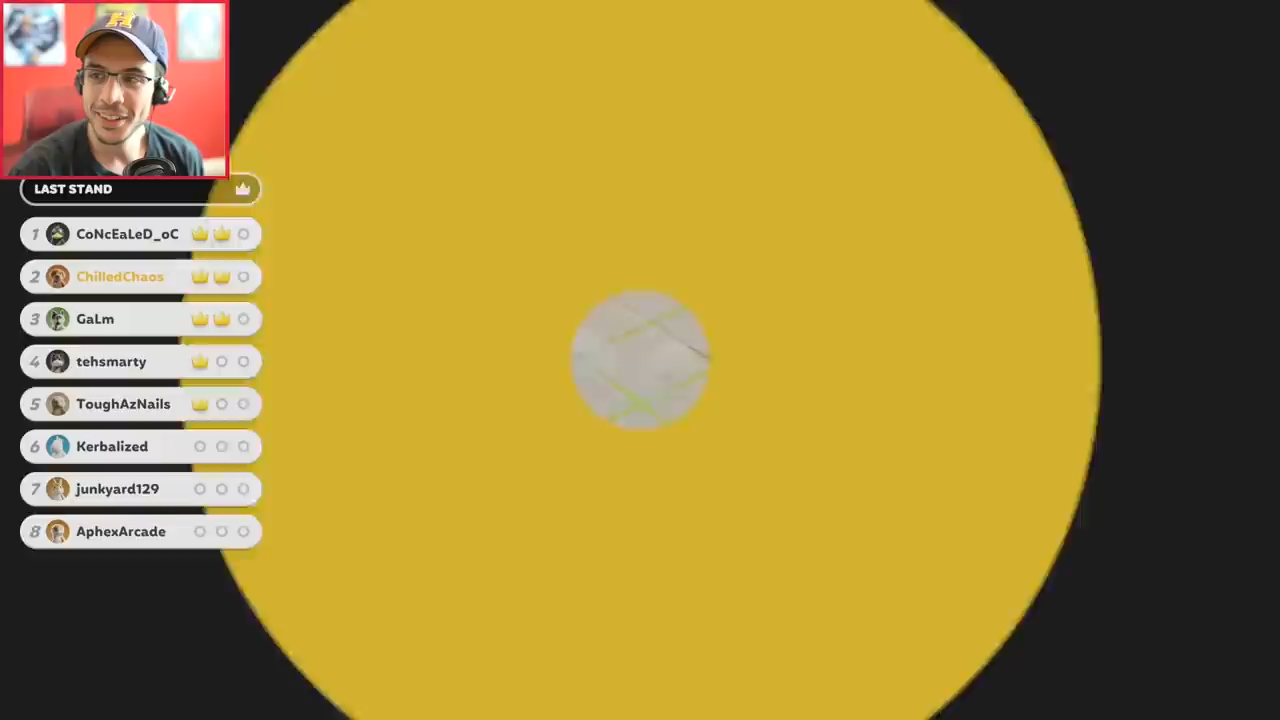 H
LAST STAND
1 CoNcEaLeD_oC
2 ChilledChaos
3 GaLm
4 tehsmarty
5 ToughAzNails
6 Kerbalized
7 junkyard129
8 AphexArcade